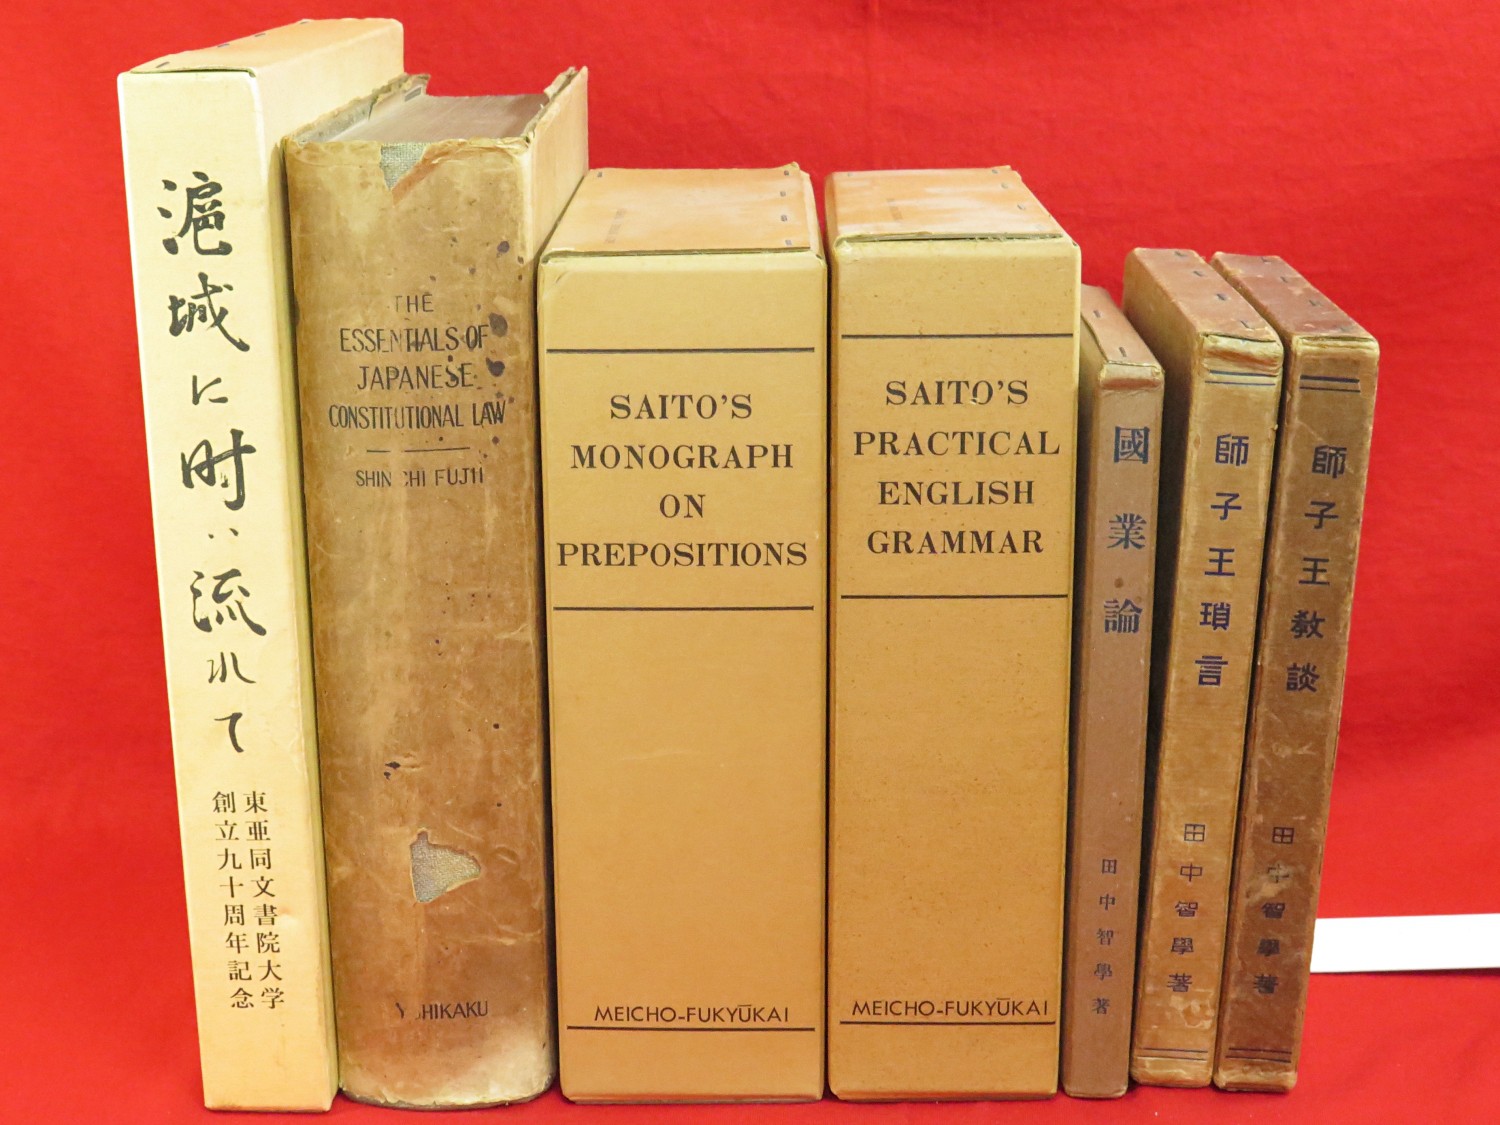 滬城に時は流れて
東亜同文書院大学
創立九十周年記念
THE
ESSENTIALS OF
JAPANESE
CONSTITUTIONAL LAW
SHINICHI FUJII
YUHIKAKU
SAITO'S
MONOGRAPH
ON
PREPOSITIONS
MEICHO-FUKYŪKAI
SAITO'S
PRACTICAL
ENGLISH
GRAMMAR
MEICHO-FUKYŪKAI
國業論
田中智學著
師子王瑣言
田中智學著
師子王教談
田中智學著